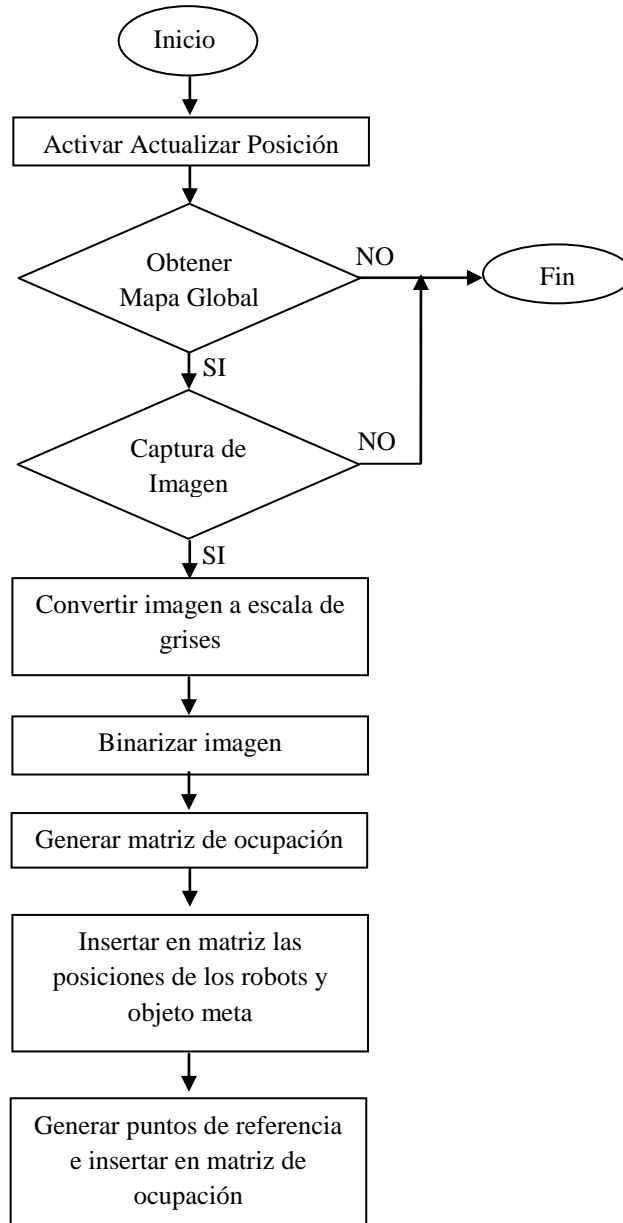 Inicio
Activar Actualizar Posición
Obtener
Mapa Global
NO
Fin
SI
Captura de
Imagen
NO
SI
Convertir imagen a escala de
grises
Binarizar imagen
Generar matriz de ocupación
Insertar en matriz las
posiciones de los robots y
objeto meta
Generar puntos de referencia
e insertar en matriz de
ocupación